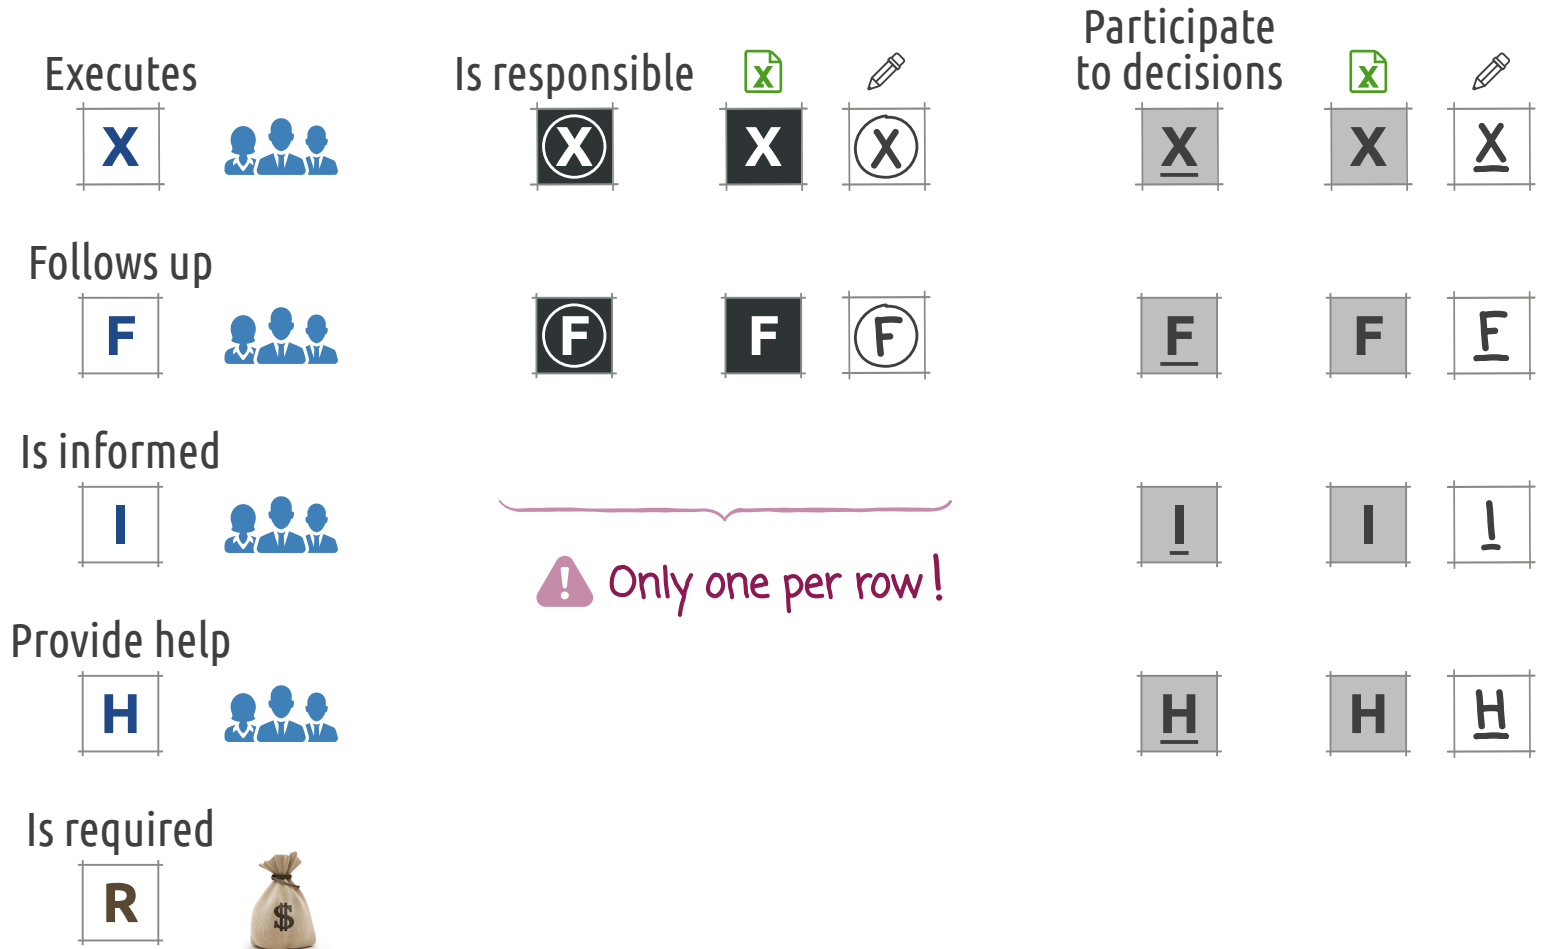 Participate
Executes Is responsible X to decisions X
X X X X X X X
Follows up
F F F F F F F
Is informed
I I I I
Only one per row!
Provide help
H H H H
Is required
R
$